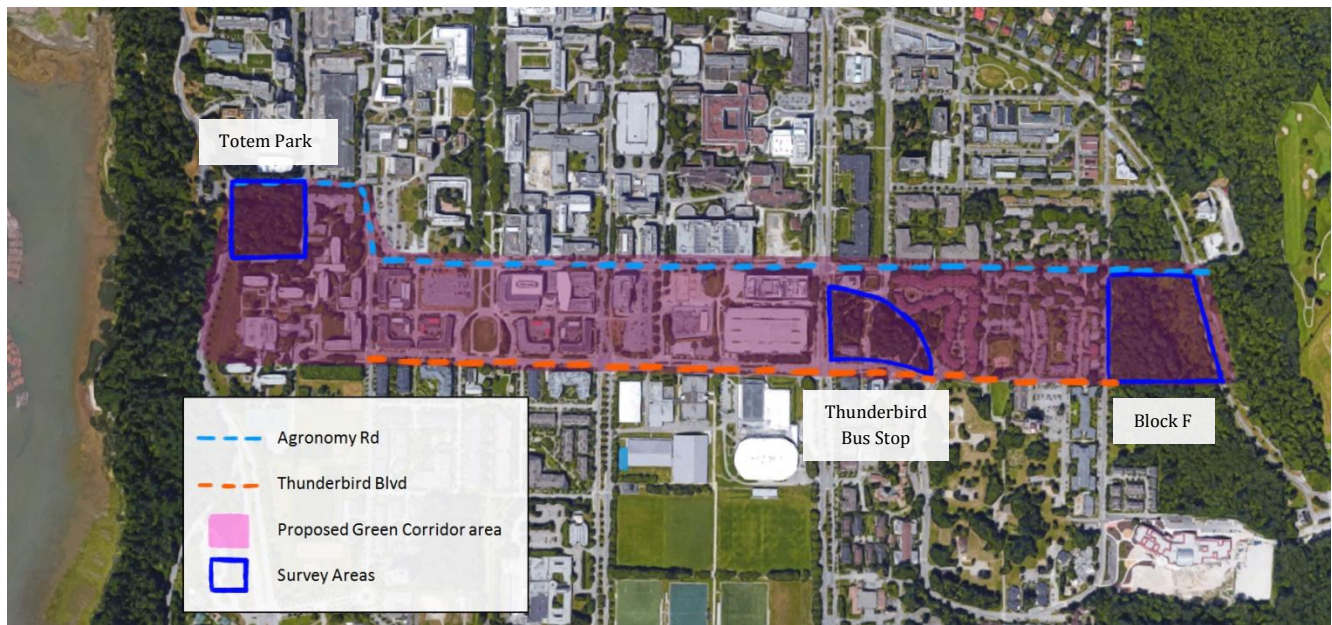 Totem Park
Thunderbird
Bus Stop
Block F
Agronomy Rd
Thunderbird Blvd
Proposed Green Corridor area
Survey Areas